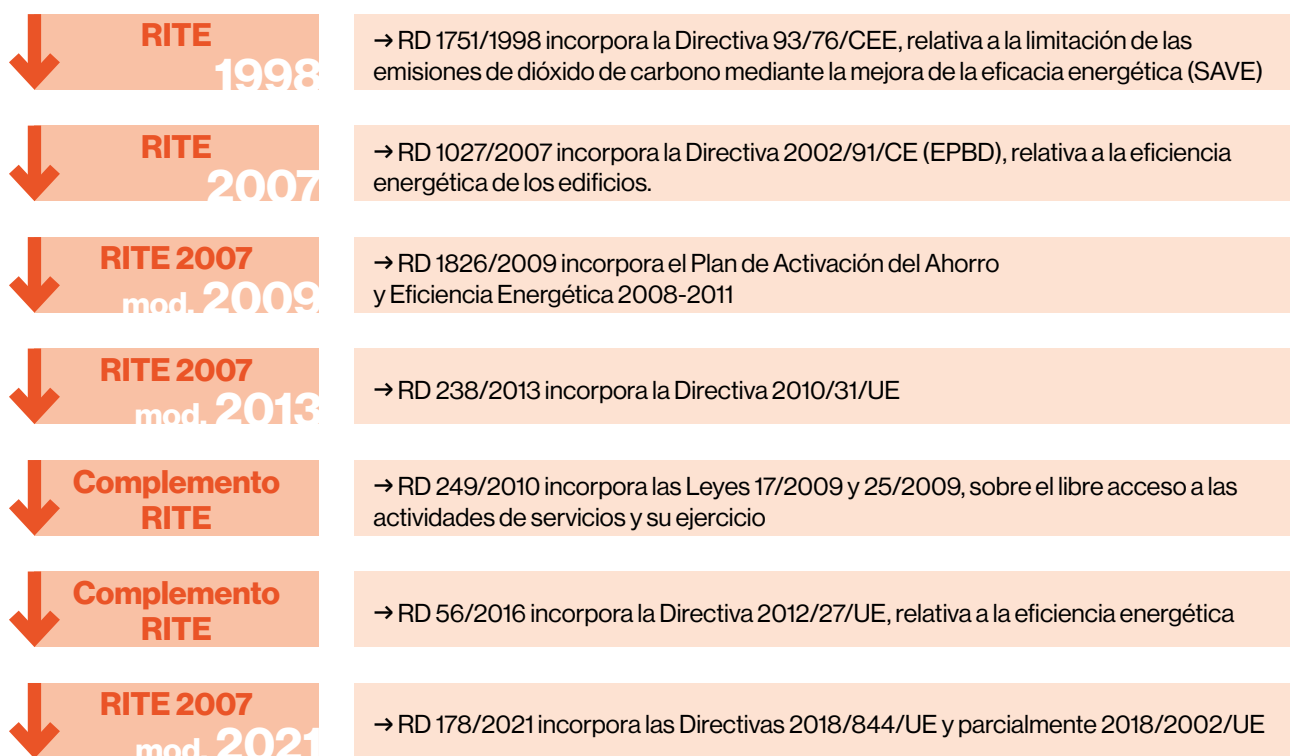 RITE
1998
→ RD 1751/1998 incorpora la Directiva 93/76/CEE, relativa a la limitación de las
emisiones de dióxido de carbono mediante la mejora de la eficacia energética (SAVE)
RITE
2007
→ RD 1027/2007 incorpora la Directiva 2002/91/CE (EPBD), relativa a la eficiencia
energética de los edificios.
RITE 2007
mod. 2009
→ RD 1826/2009 incorpora el Plan de Activación del Ahorro
y Eficiencia Energética 2008-2011
RITE 2007
mod. 2013
→ RD 238/2013 incorpora la Directiva 2010/31/UE
Complemento
RITE
→ RD 249/2010 incorpora las Leyes 17/2009 y 25/2009, sobre el libre acceso a las
actividades de servicios y su ejercicio
Complemento
RITE
→ RD 56/2016 incorpora la Directiva 2012/27/UE, relativa a la eficiencia energética
RITE 2007
mod. 2021
→ RD 178/2021 incorpora las Directivas 2018/844/UE y parcialmente 2018/2002/UE